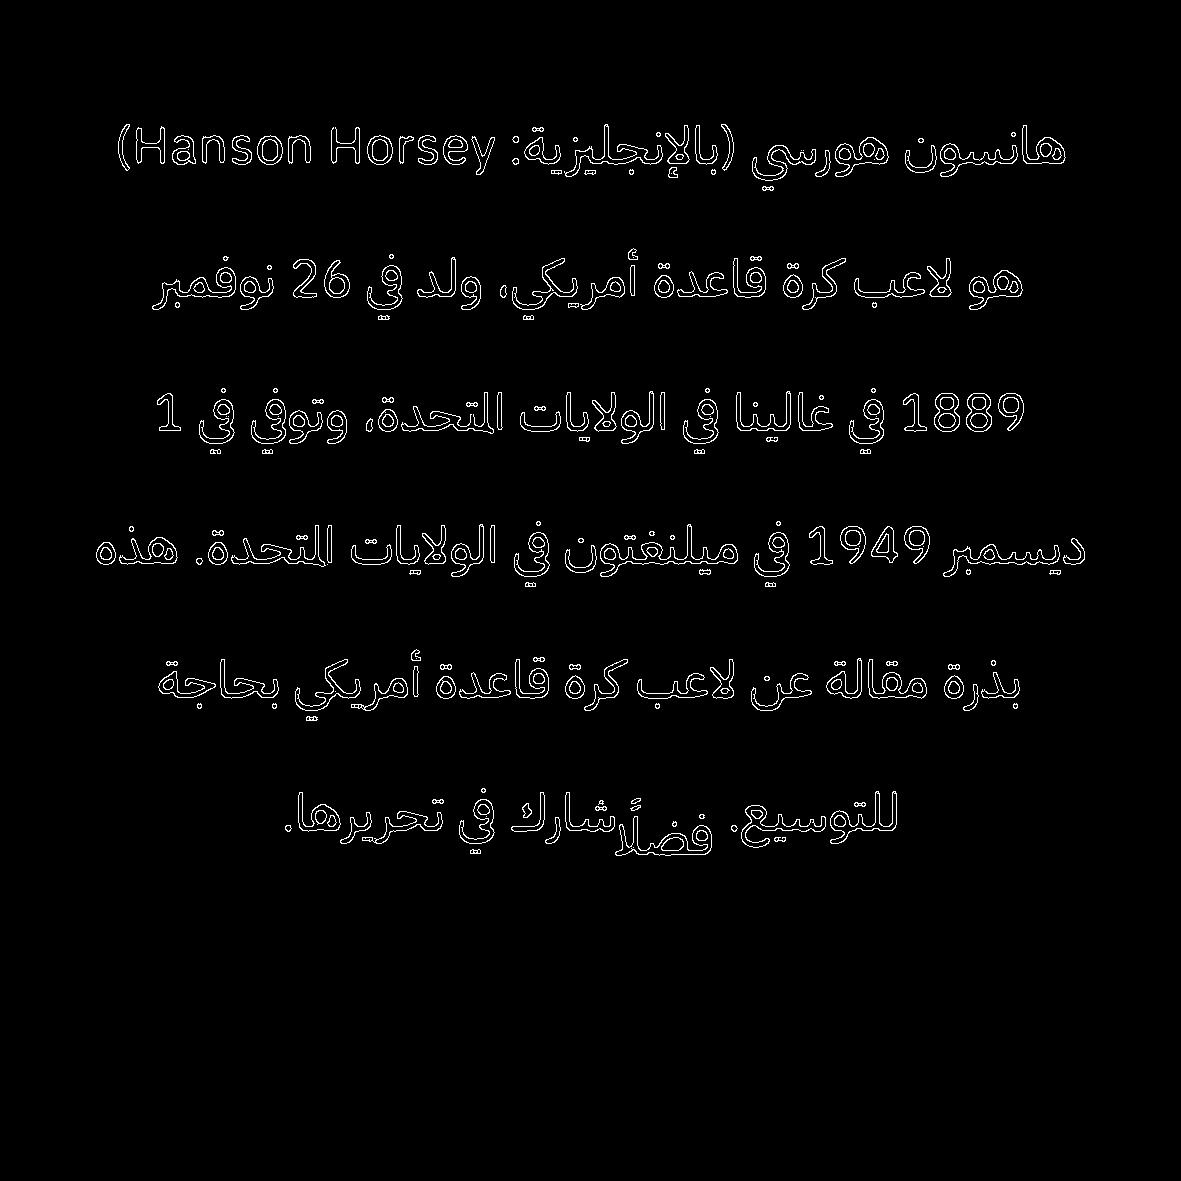 هانسون هورسي (بالإنجليزية: Hanson Horsey)
هو لاعب كرة قاعدة أمريكي، ولد في 26 نوفمبر
1889 في غالينا في الولايات المتحدة، وتوفي في 1
ديسمبر 1949 في ميلنغتون في الولايات المتحدة. هذه
بذرة مقالة عن لاعب كرة قاعدة أمريكي بحاجة
للتوسيع. فضلًا شارك في تحريرها.